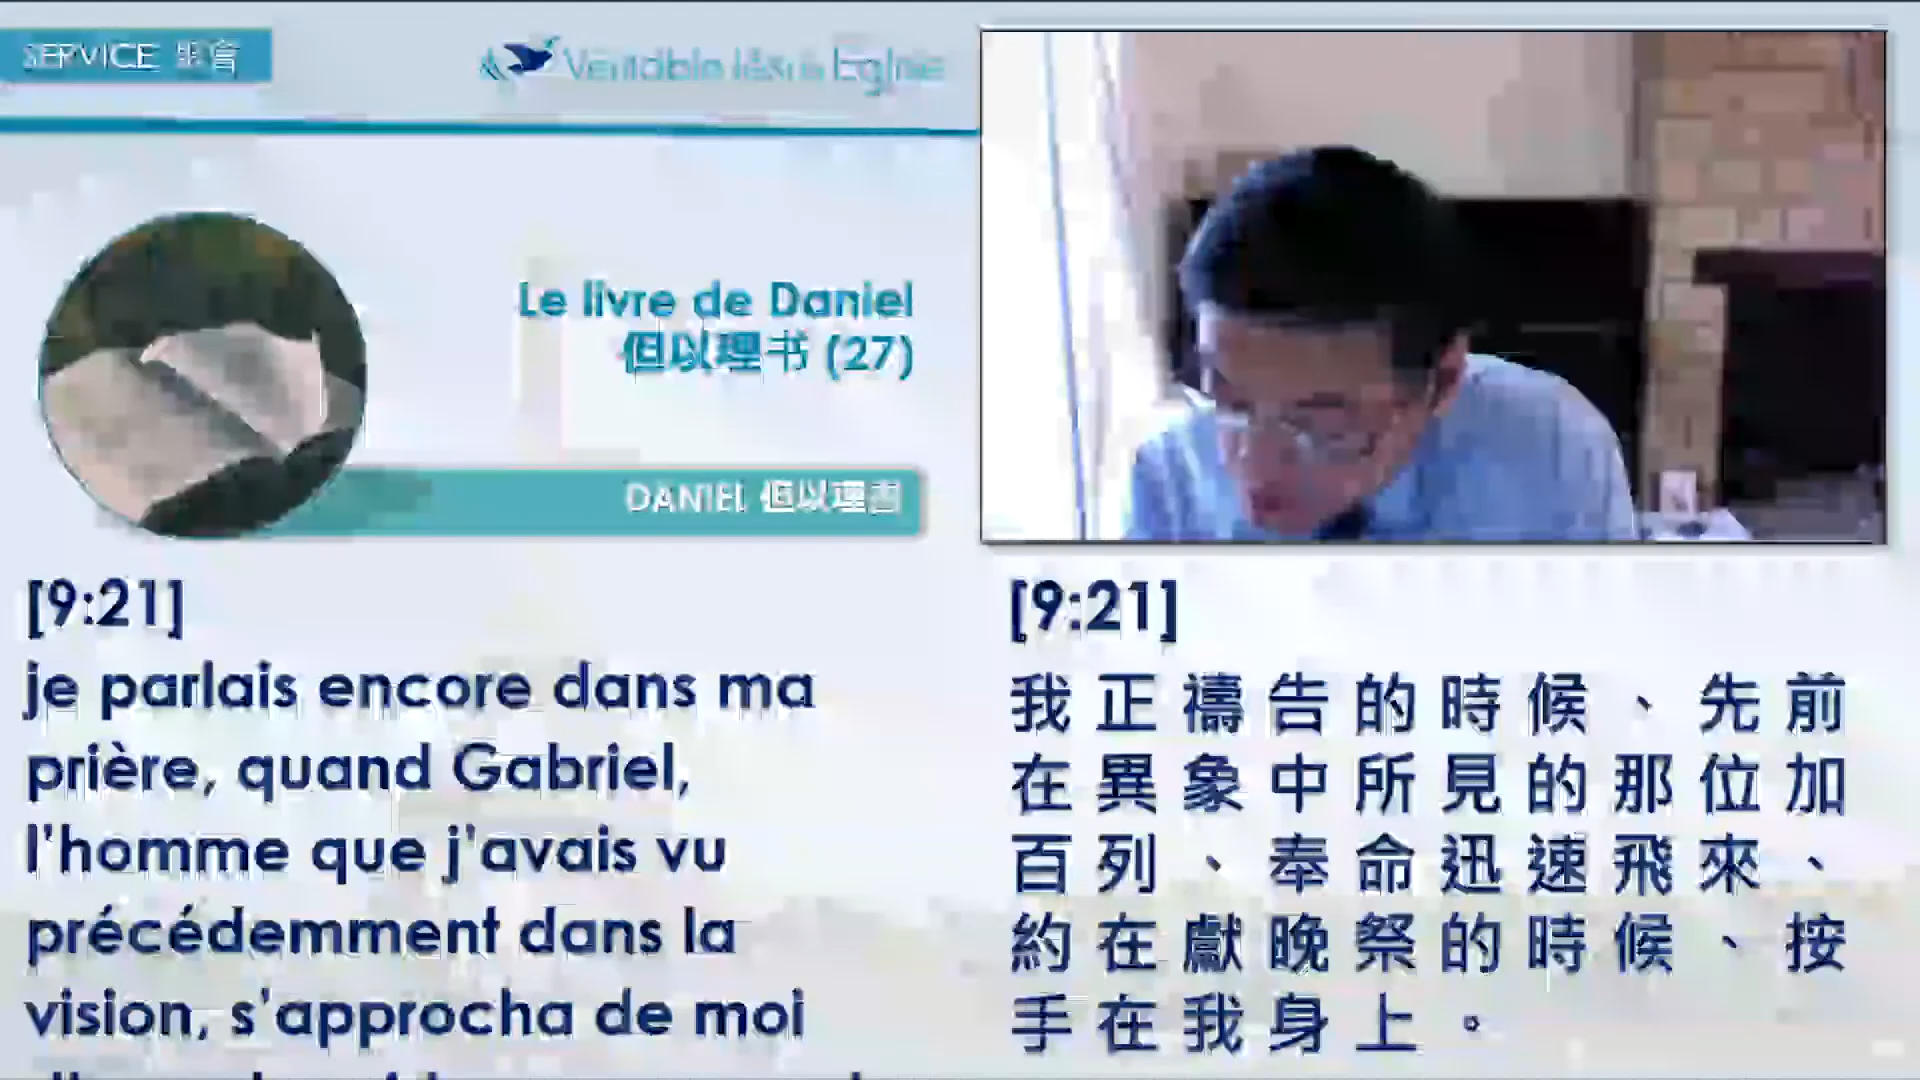 SERVICE 聚會
Véritable Jésus Eglise
Le livre de Daniel
但以理书 (27)
DANIEL 但以理書
[9:21]
je parlais encore dans ma
prière, quand Gabriel,
l'homme que j'avais vu
précédemment dans la
vision, s'approcha de moi
[9:21]
我正禱告的時候、先前
在異象中所見的那位加
百列、奉命迅速飛來、
約在獻晚祭的時候、按
手在我身上。